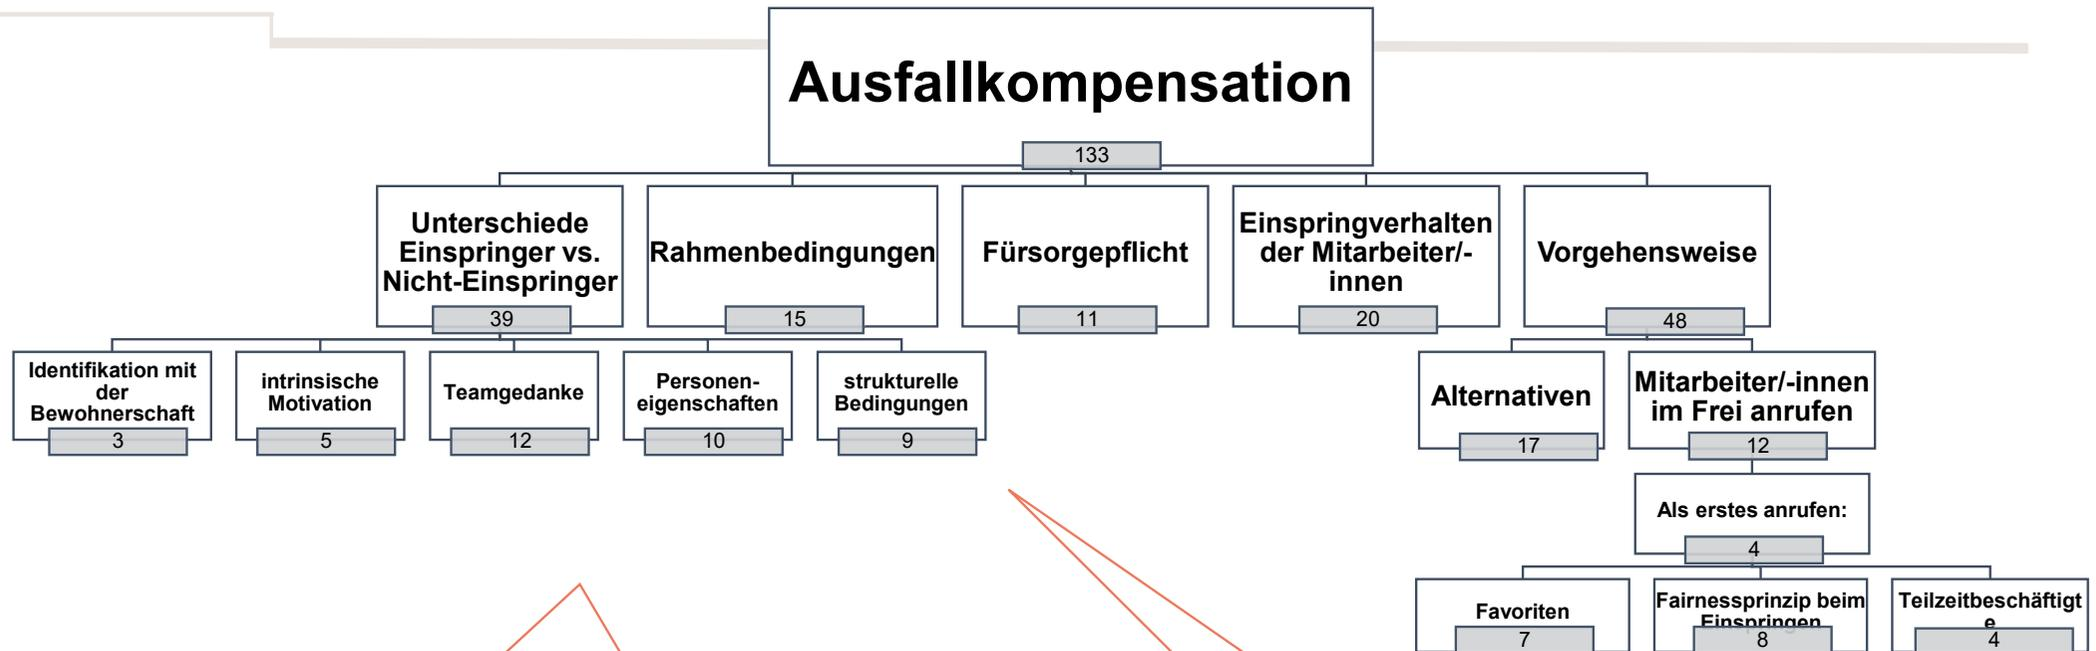 Ausfallkompensation
133
Unterschiede
Einspringer vs.
Nicht-Einspringer
39
Rahmenbedingungen
15
Fürsorgepflicht
11
Einspringverhalten
der Mitarbeiter/-
innen
20
Vorgehensweise
48
Identifikation mit
der
Bewohnerschaft
3
intrinsische
Motivation
5
Teamgedanke
12
Personen-
eigenschaften
10
strukturelle
Bedingungen
9
Alternativen
17
Mitarbeiter/-innen
im Frei anrufen
12
Als erstes anrufen:
4
Favoriten
7
Fairnessprinzip beim
Einspringen
8
Teilzeitbeschäftigt
e
4